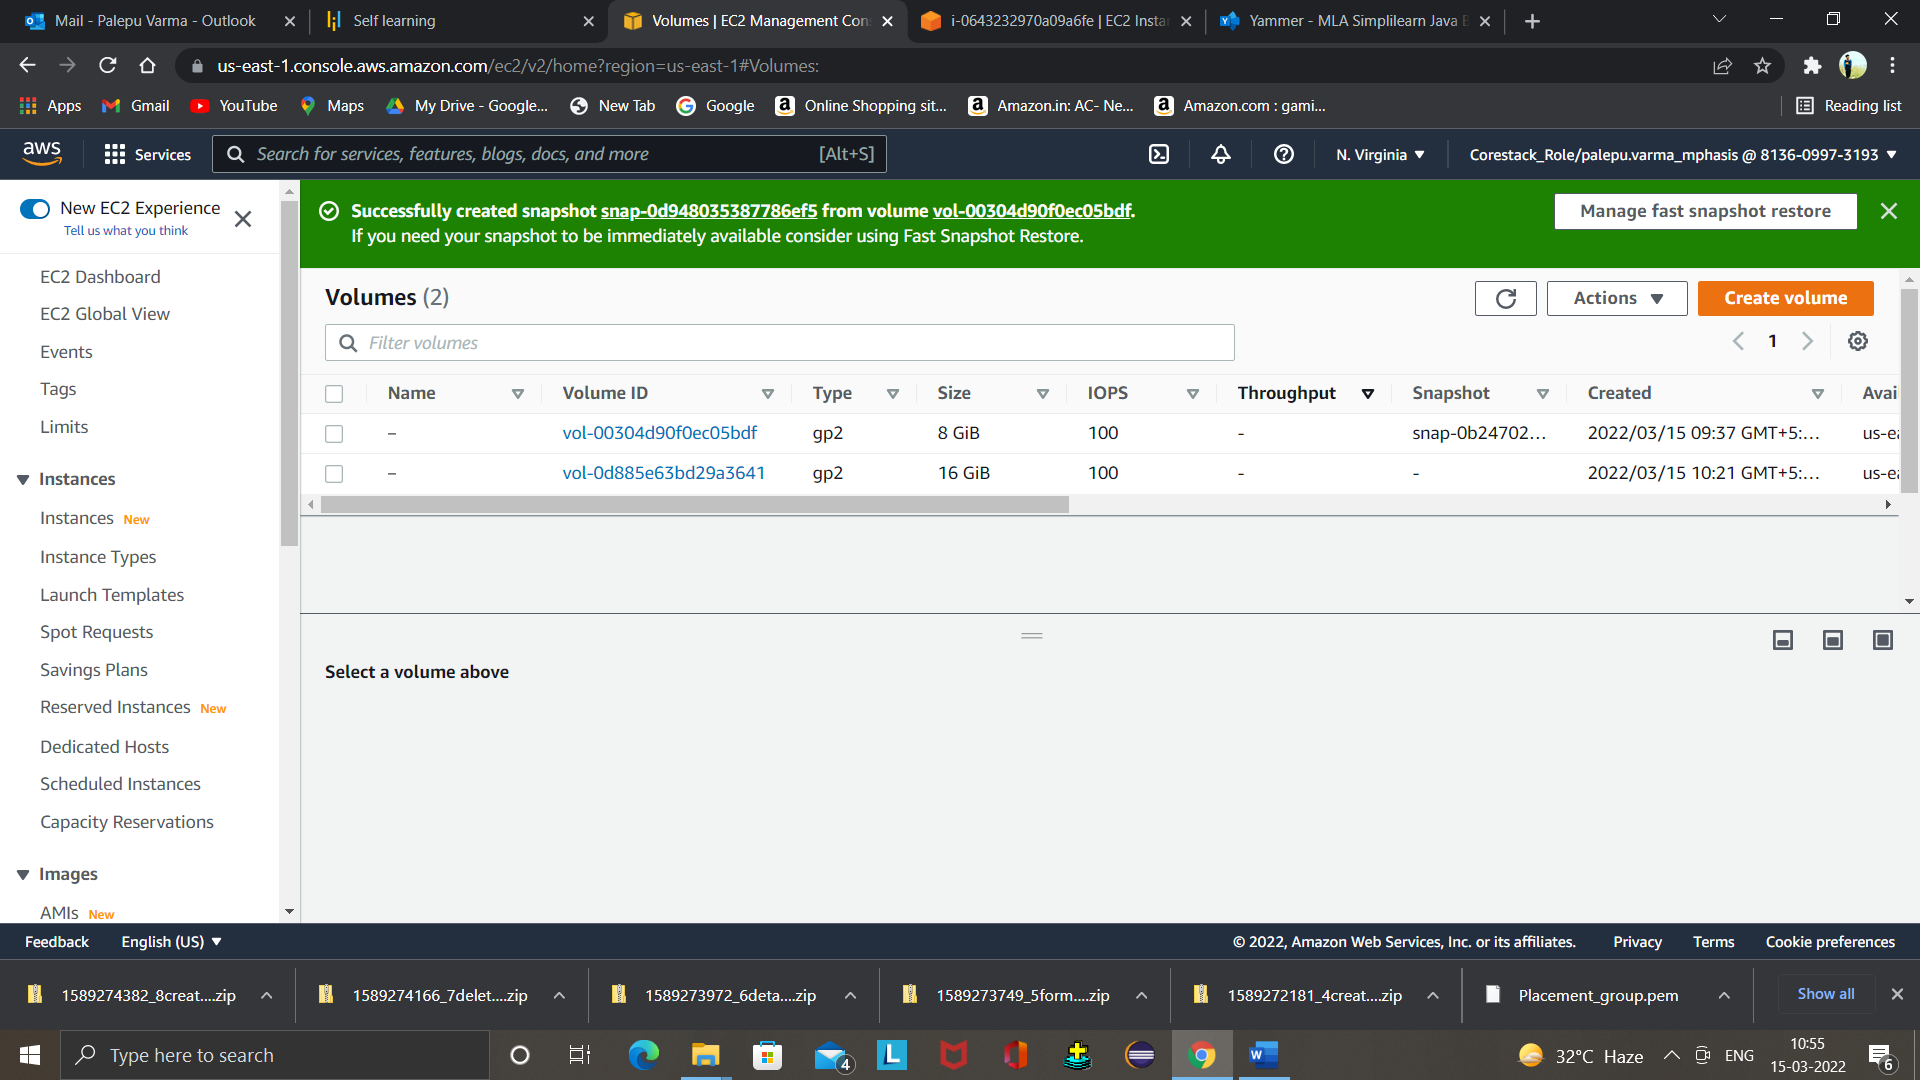 Mail - Palepu Varma - Outlook
Self learning
Volumes | EC2 Management Con
i-0643232970a09a6fe | EC2 Insta
Yammer - MLA Simplilearn Java B
us-east-1.console.aws.amazon.com/ec2/v2/home?region=us-east-1#Volumes:
Apps
Gmail
YouTube
Maps
My Drive - Google...
New Tab
Google
Online Shopping sit...
Amazon.in: AC- Ne...
Amazon.com : gami...
Reading list
aws
Services
Search for services, features, blogs, docs, and more
[Alt+S]
N. Virginia
Corestack_Role/palepu.varma_mphasis @ 8136-0997-3193
New EC2 Experience
Tell us what you think
EC2 Dashboard
EC2 Global View
Events
Tags
Limits
Instances
Instances New
Instance Types
Launch Templates
Spot Requests
Savings Plans
Reserved Instances New
Dedicated Hosts
Scheduled Instances
Capacity Reservations
Images
AMIs New
Successfully created snapshot snap-0d948035387786ef5 from volume vol-00304d90f0ec05bdf.
If you need your snapshot to be immediately available consider using Fast Snapshot Restore.
Manage fast snapshot restore
Volumes (2)
Actions
Create volume
Filter volumes
1
Name Volume ID Type Size IOPS Throughput Snapshot Created Avai
– vol-00304d90f0ec05bdf gp2 8 GiB 100 - snap-0b24702... 2022/03/15 09:37 GMT+5:... us-ea
– vol-0d885e63bd29a3641 gp2 16 GiB 100 - - 2022/03/15 10:21 GMT+5:... us-ea
Select a volume above
Feedback
English (US)
© 2022, Amazon Web Services, Inc. or its affiliates.
Privacy
Terms
Cookie preferences
1589274382_8creat....zip
1589274166_7delet....zip
1589273972_6deta....zip
1589273749_5form....zip
1589272181_4creat....zip
Placement_group.pem
Show all
Type here to search
4
L
W
32°C Haze
ENG
10:55
15-03-2022
6